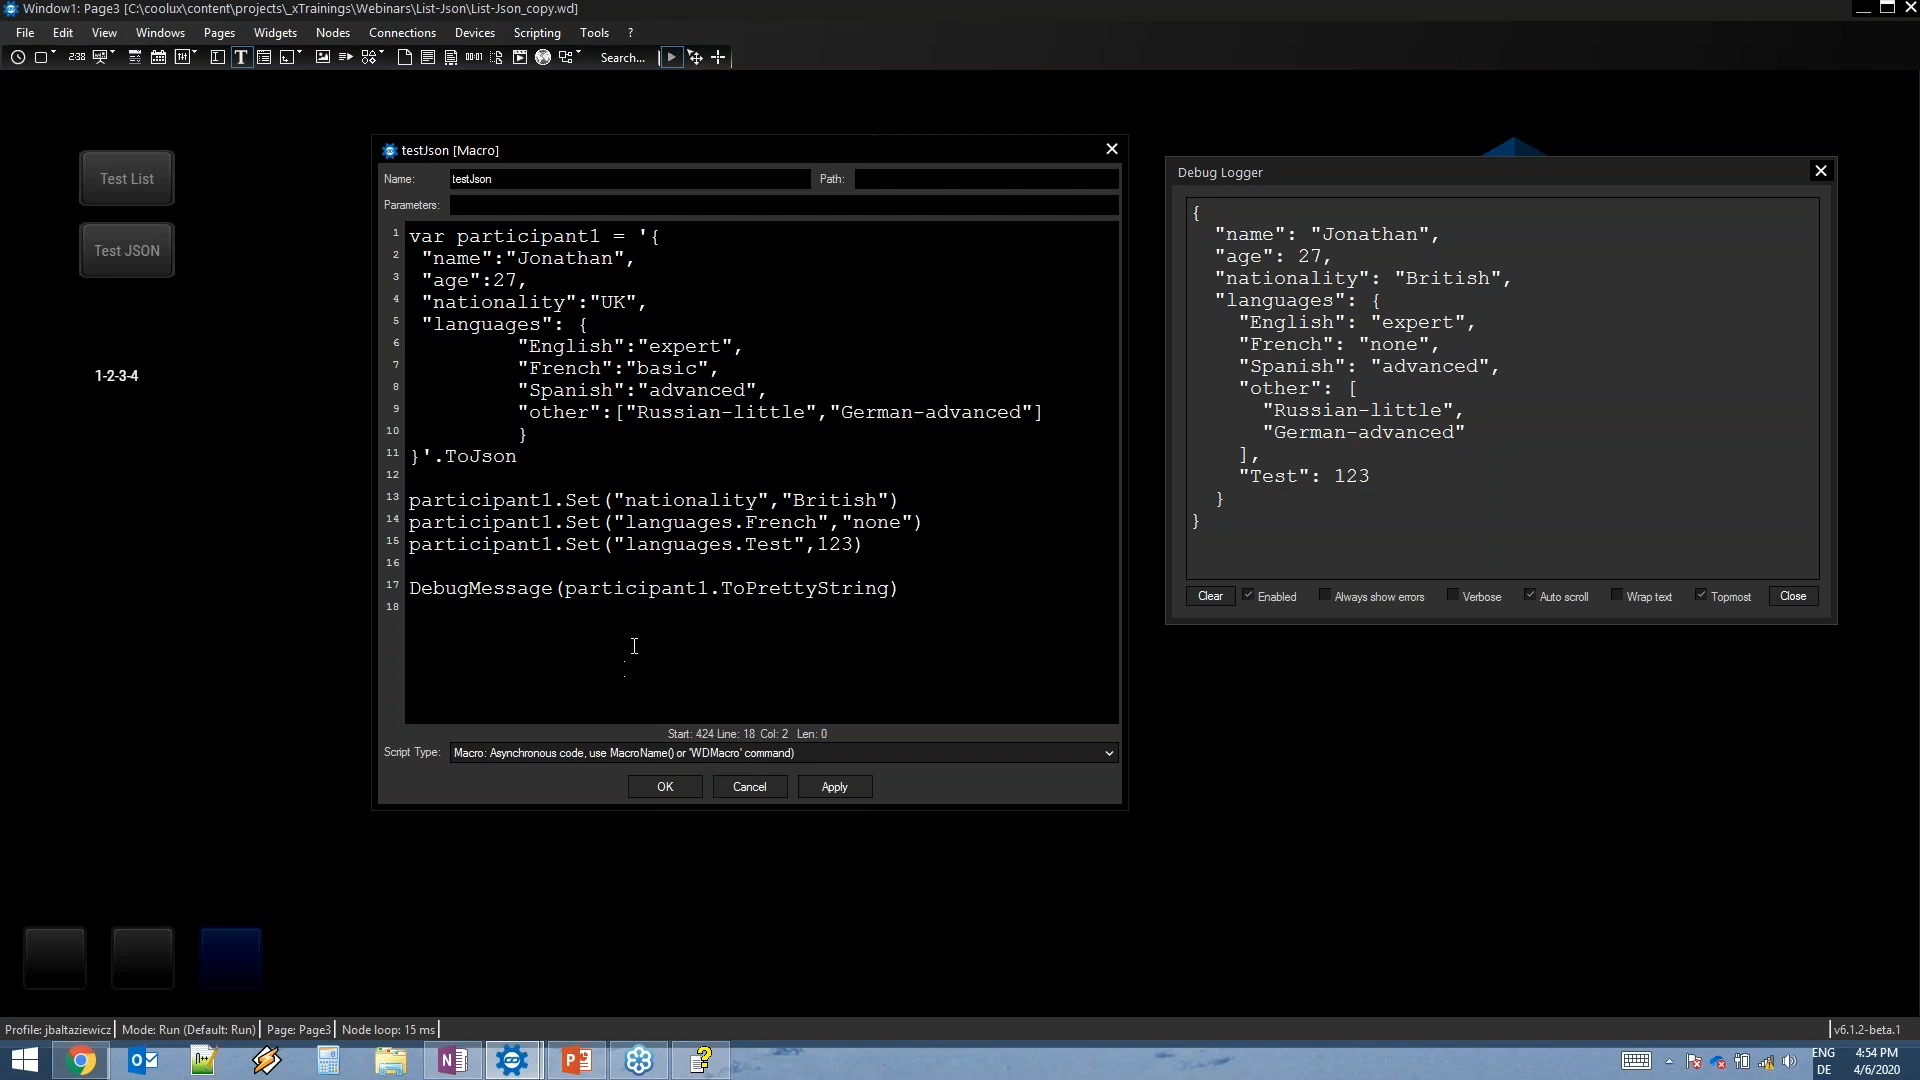 Window1: Page3 [C:\coolux\content\projects\_xTrainings\Webinars\List-Json\List-Json_copy.wd]
File Edit View Windows Pages Widgets Nodes Connections Devices Scripting Tools ?
Search...
Test List
Test JSON
1-2-3-4
testJson [Macro]
Name: testJson Path:
Parameters:
1 var participant1 = '{
2 "name":"Jonathan",
3 "age":27,
4 "nationality":"UK",
5 "languages": {
6 "English":"expert",
7 "French":"basic",
8 "Spanish":"advanced",
9 "other":["Russian-little","German-advanced"]
10 }
11 }'.ToJson
12
13 participant1.Set("nationality","British")
14 participant1.Set("languages.French","none")
15 participant1.Set("languages.Test",123)
16
17 DebugMessage(participant1.ToPrettyString)
18
Start: 424 Line: 18 Col: 2 Len: 0
Script Type: Macro: Asynchronous code, use MacroName() or 'WDMacro' command)
OK Cancel Apply
Debug Logger
{
"name": "Jonathan",
"age": 27,
"nationality": "British",
"languages": {
"English": "expert",
"French": "none",
"Spanish": "advanced",
"other": [
"Russian-little",
"German-advanced"
],
"Test": 123
}
}
Clear Enabled Always show errors Verbose Auto scroll Wrap text Topmost Close
Profile: jbaltaziewicz Mode: Run (Default: Run) Page: Page3 Node loop: 15 ms v6.1.2-beta.1
ENG 4:54 PM
DE 4/6/2020